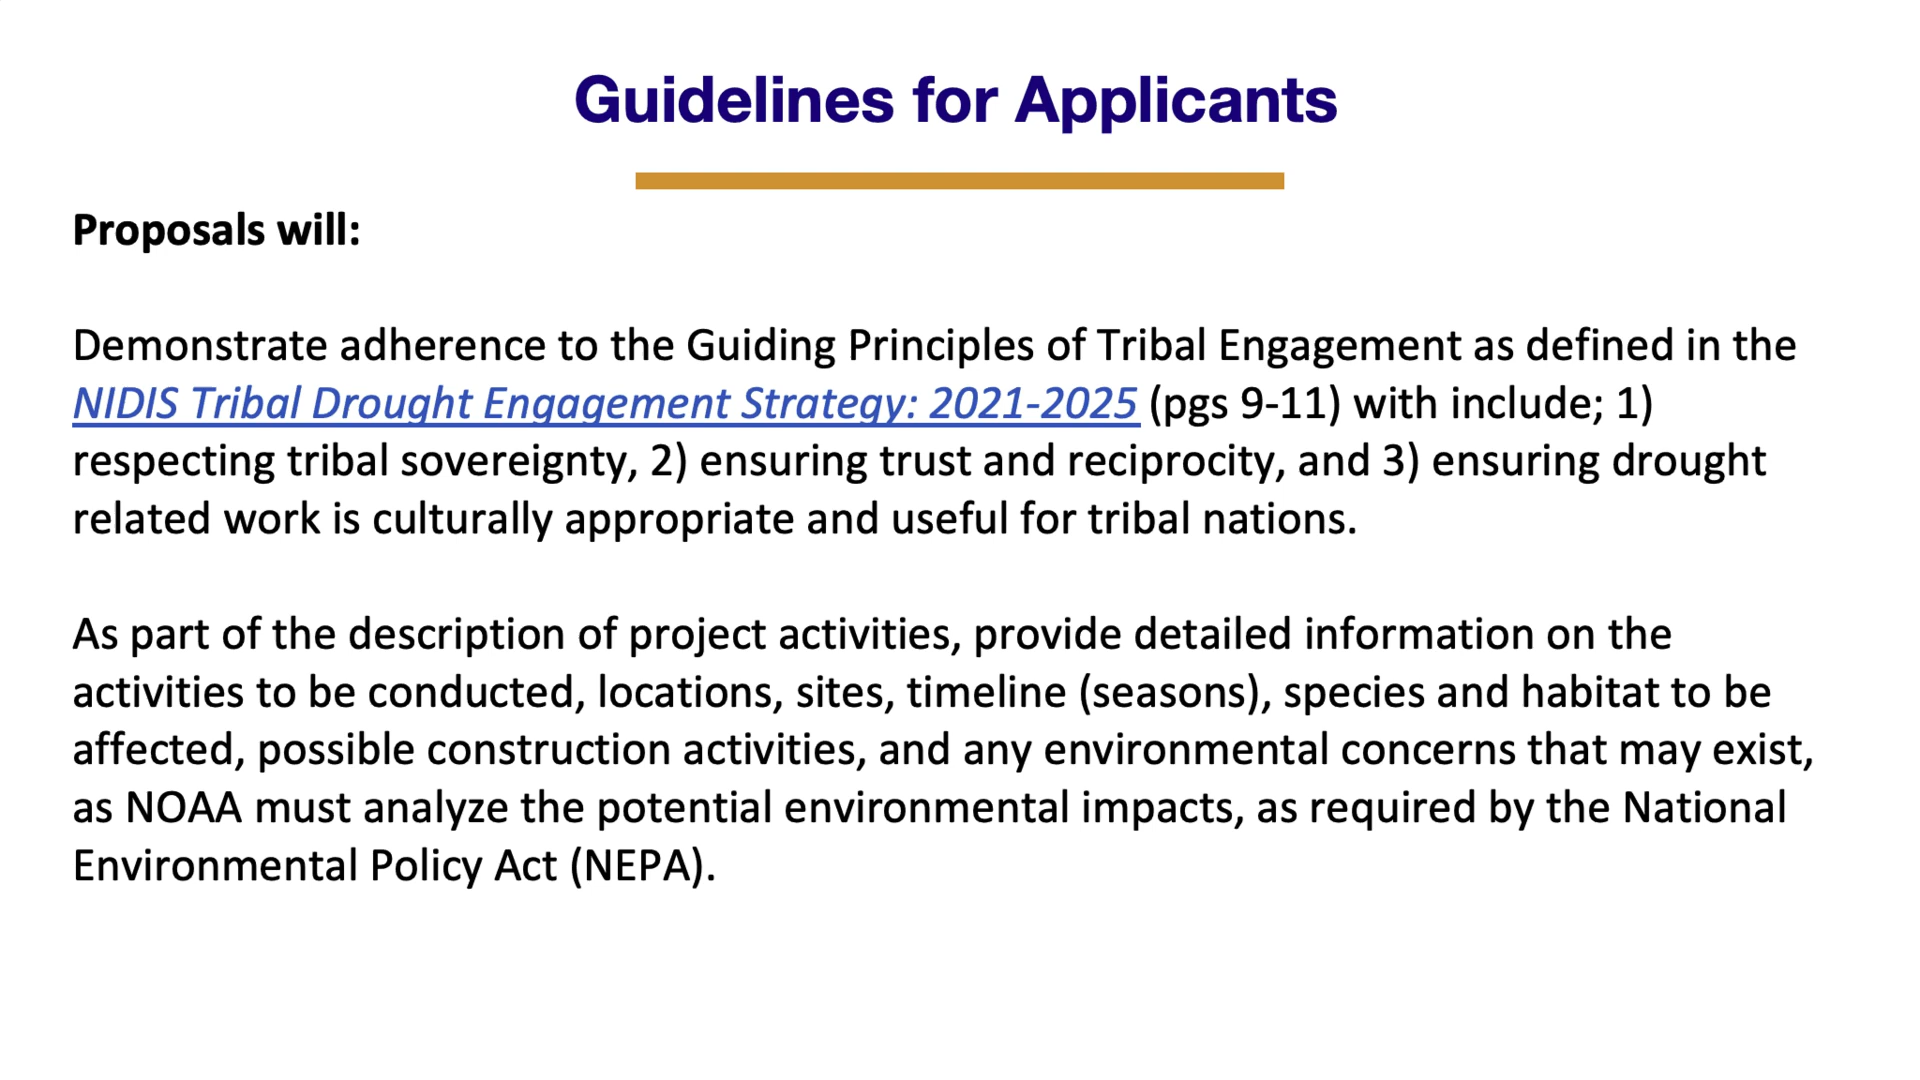 Guidelines for Applicants
Proposals will:
Demonstrate adherence to the Guiding Principles of Tribal Engagement as defined in the
NIDIS Tribal Drought Engagement Strategy: 2021-2025 (pgs 9-11) with include; 1)
respecting tribal sovereignty, 2) ensuring trust and reciprocity, and 3) ensuring drought
related work is culturally appropriate and useful for tribal nations.
As part of the description of project activities, provide detailed information on the
activities to be conducted, locations, sites, timeline (seasons), species and habitat to be
affected, possible construction activities, and any environmental concerns that may exist,
as NOAA must analyze the potential environmental impacts, as required by the National
Environmental Policy Act (NEPA).